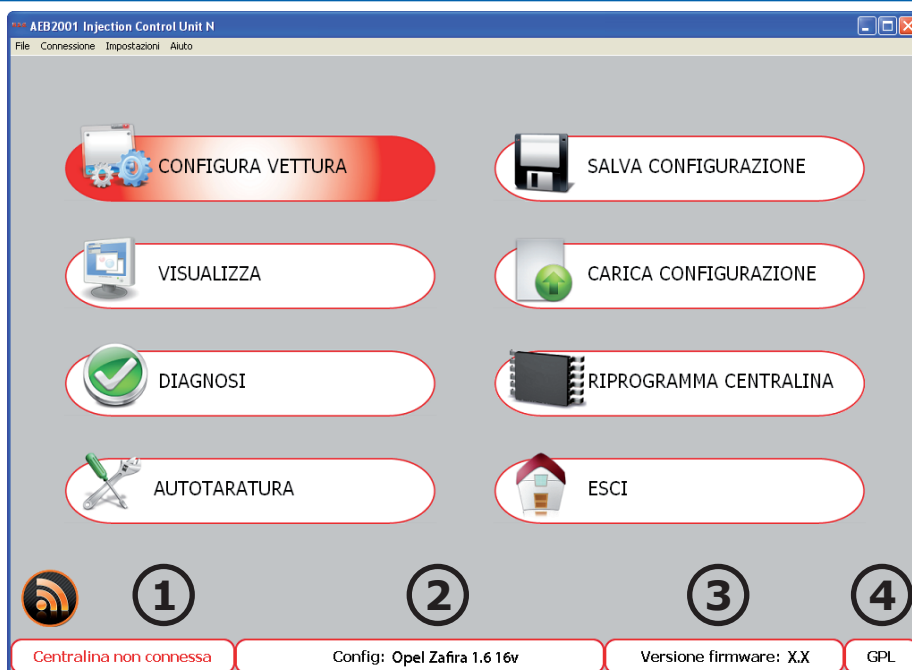 AEB2001 Injection Control Unit N
File Connessione Impostazioni Aiuto
CONFIGURA VETTURA
SALVA CONFIGURAZIONE
VISUALIZZA
CARICA CONFIGURAZIONE
DIAGNOSI
RIPROGRAMMA CENTRALINA
AUTOTARATURA
ESCI
1 2 3 4
Centralina non connessa Config: Opel Zafira 1.6 16v Versione firmware: X.X GPL